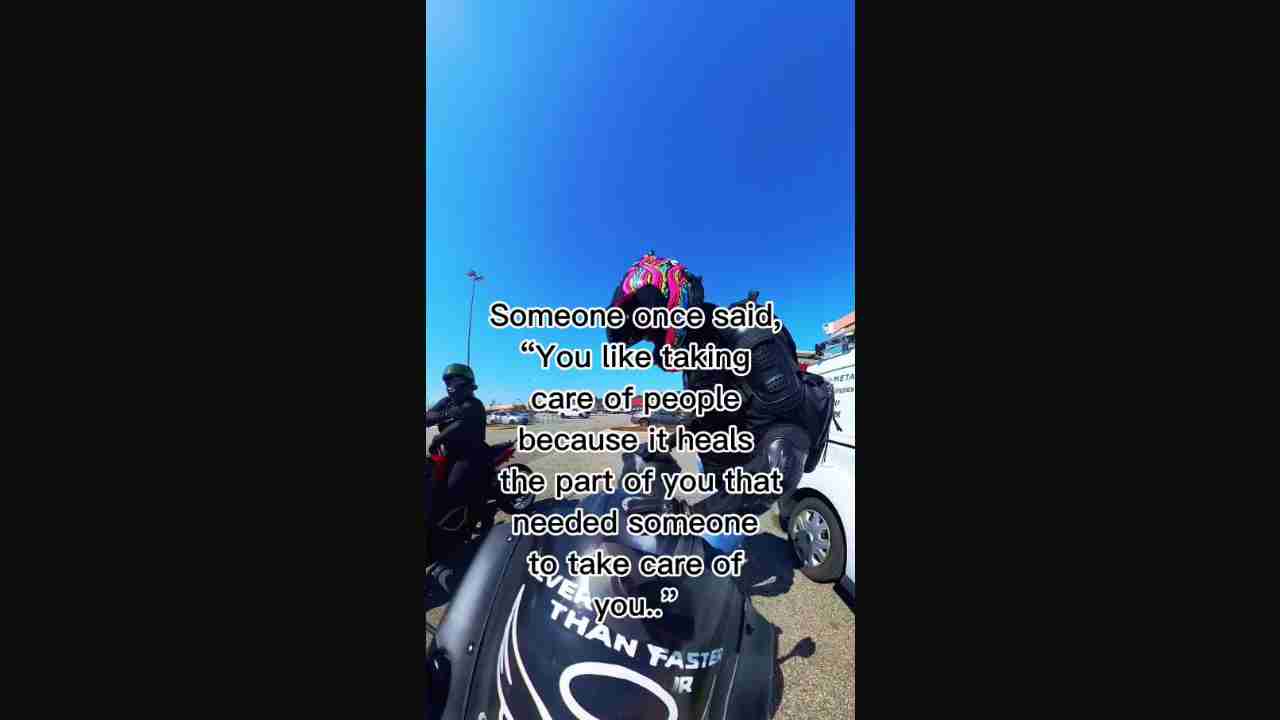 Someone once said,
“You like taking
care of people
because it heals
the part of you that
needed someone
to take care of
you..”
THAN FASTER